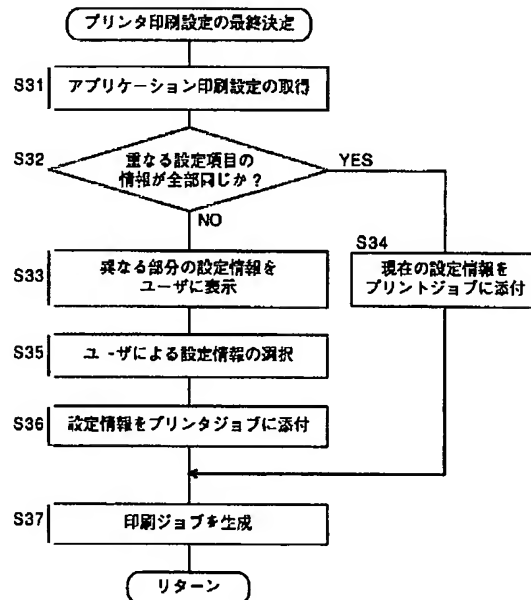 プリンタ印刷設定の最終決定
S31
アプリケーション印刷設定の取得
S32
重なる設定項目の
情報が全部同じか?
YES
NO
S33
異なる部分の設定情報を
ユーザに表示
S34
現在の設定情報を
プリントジョブに添付
S35
ユーザによる設定情報の選択
S36
設定情報をプリンタジョブに添付
S37
印刷ジョブを生成
リターン